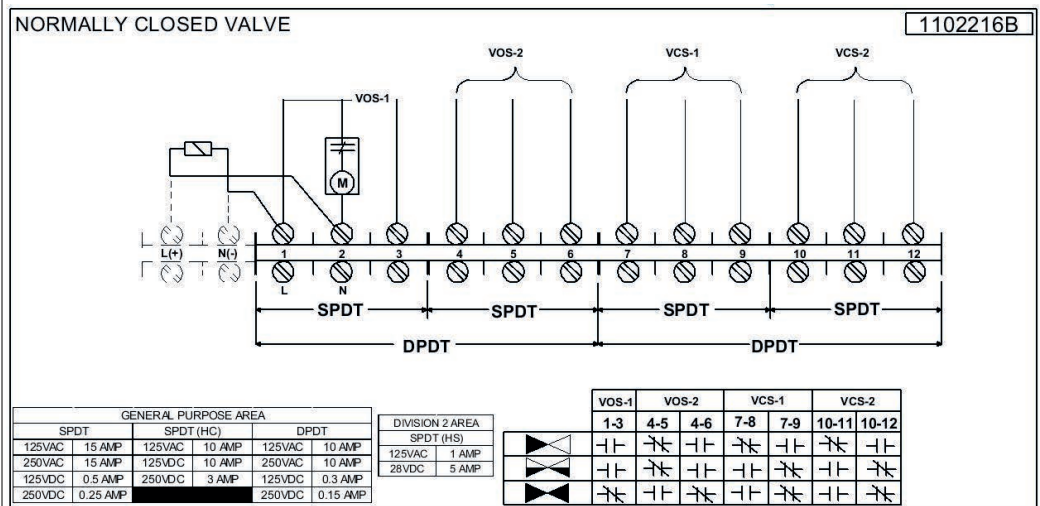 NORMALLY CLOSED VALVE
1102216B
VOS-2
VCS-1
VCS-2
VOS-1
M
L(+) N(-) 1 2 3 4 5 6 7 8 9 10 11 12
L N
SPDT SPDT SPDT SPDT
DPDT DPDT
GENERAL PURPOSE AREA
SPDT SPDT (HC) DPDT
125VAC 15 AMP 125VAC 10 AMP 125VAC 10 AMP
250VAC 15 AMP 125VDC 10 AMP 250VAC 10 AMP
125VDC 0.5 AMP 250VDC 3 AMP 125VDC 0.3 AMP
250VDC 0.25 AMP 250VDC 0.15 AMP
DIVISION 2 AREA
SPDT (HS)
125VAC 1 AMP
28VDC 5 AMP
VOS-1 VOS-2 VCS-1 VCS-2
1-3 4-5 4-6 7-8 7-9 10-11 10-12